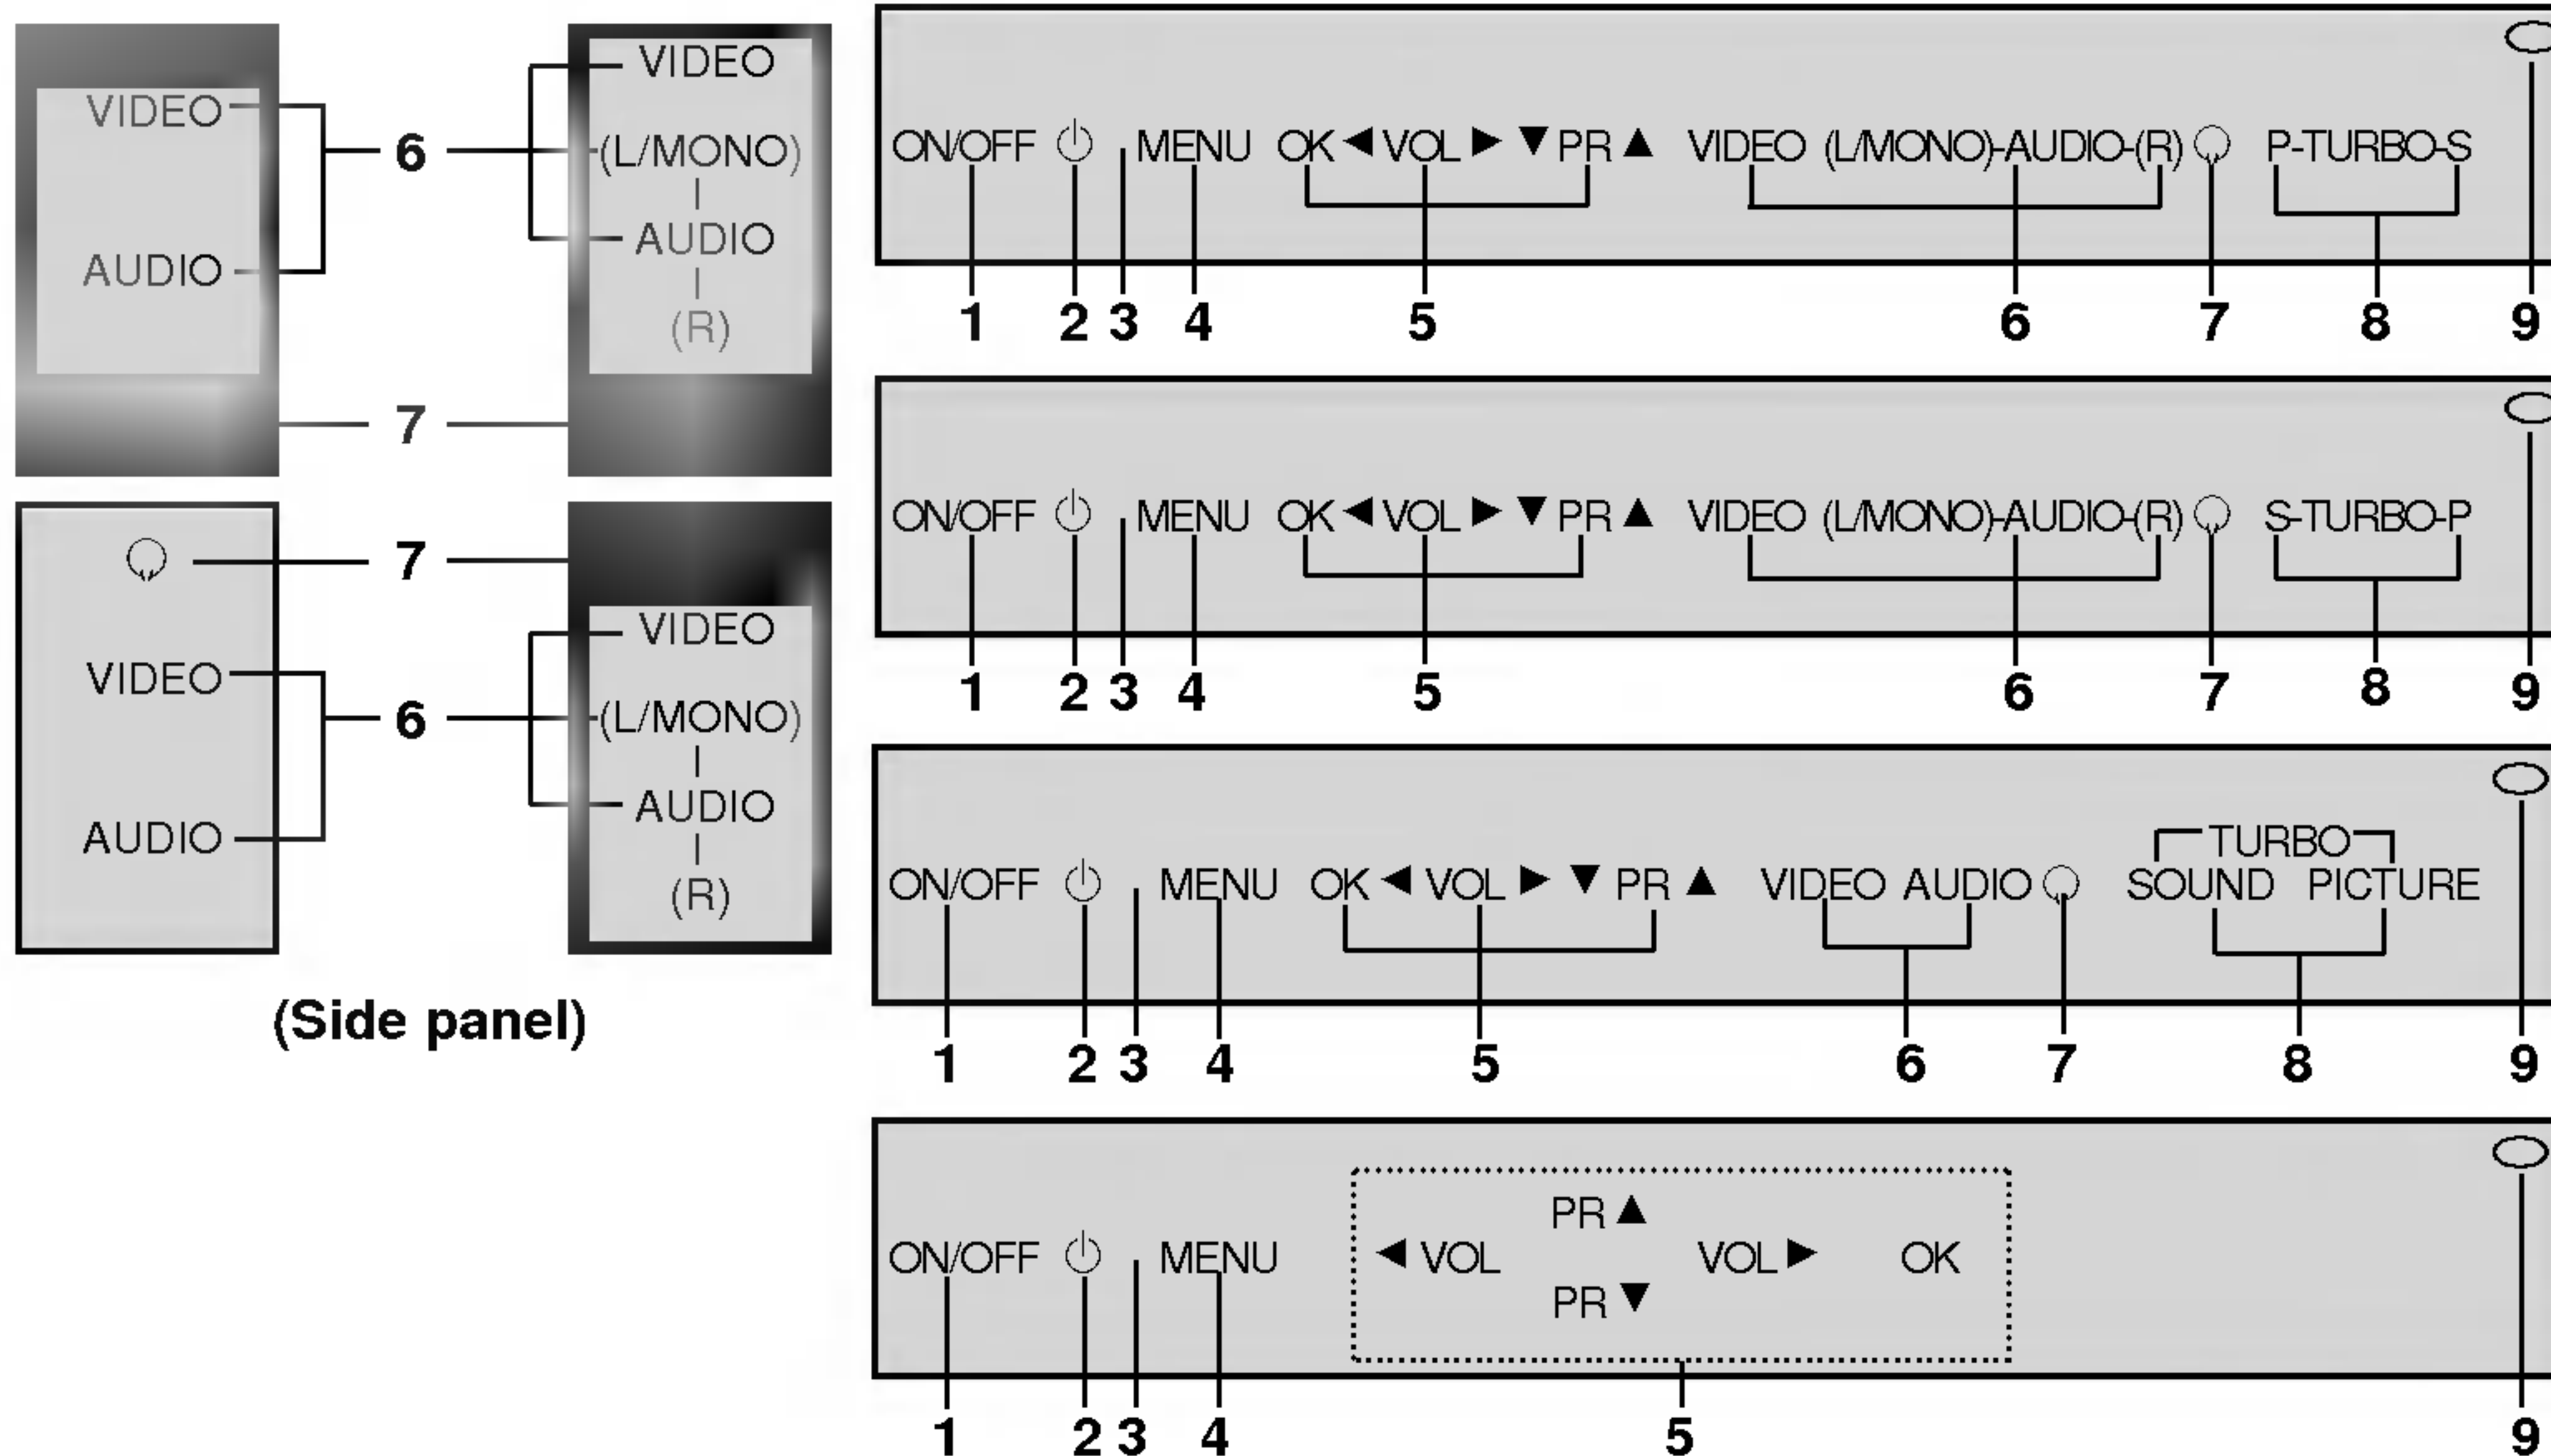 VIDEO
AUDIO
6
VIDEO
(L/MONO)
AUDIO
(R)
7
7
VIDEO
AUDIO
6
VIDEO
(L/MONO)
AUDIO
(R)
(Side panel)
ON/OFF MENU OK ◀ VOL ▶ ▼ PR ▲ VIDEO (L/MONO)-AUDIO-(R) P-TURBO-S
1 2 3 4 5 6 7 8 9
ON/OFF MENU OK ◀ VOL ▶ ▼ PR ▲ VIDEO (L/MONO)-AUDIO-(R) S-TURBO-P
1 2 3 4 5 6 7 8 9
TURBO
ON/OFF MENU OK ◀ VOL ▶ ▼ PR ▲ VIDEO AUDIO SOUND PICTURE
1 2 3 4 5 6 7 8 9
PR ▲
ON/OFF MENU ◀ VOL VOL ▶ OK
PR ▼
1 2 3 4 5 9